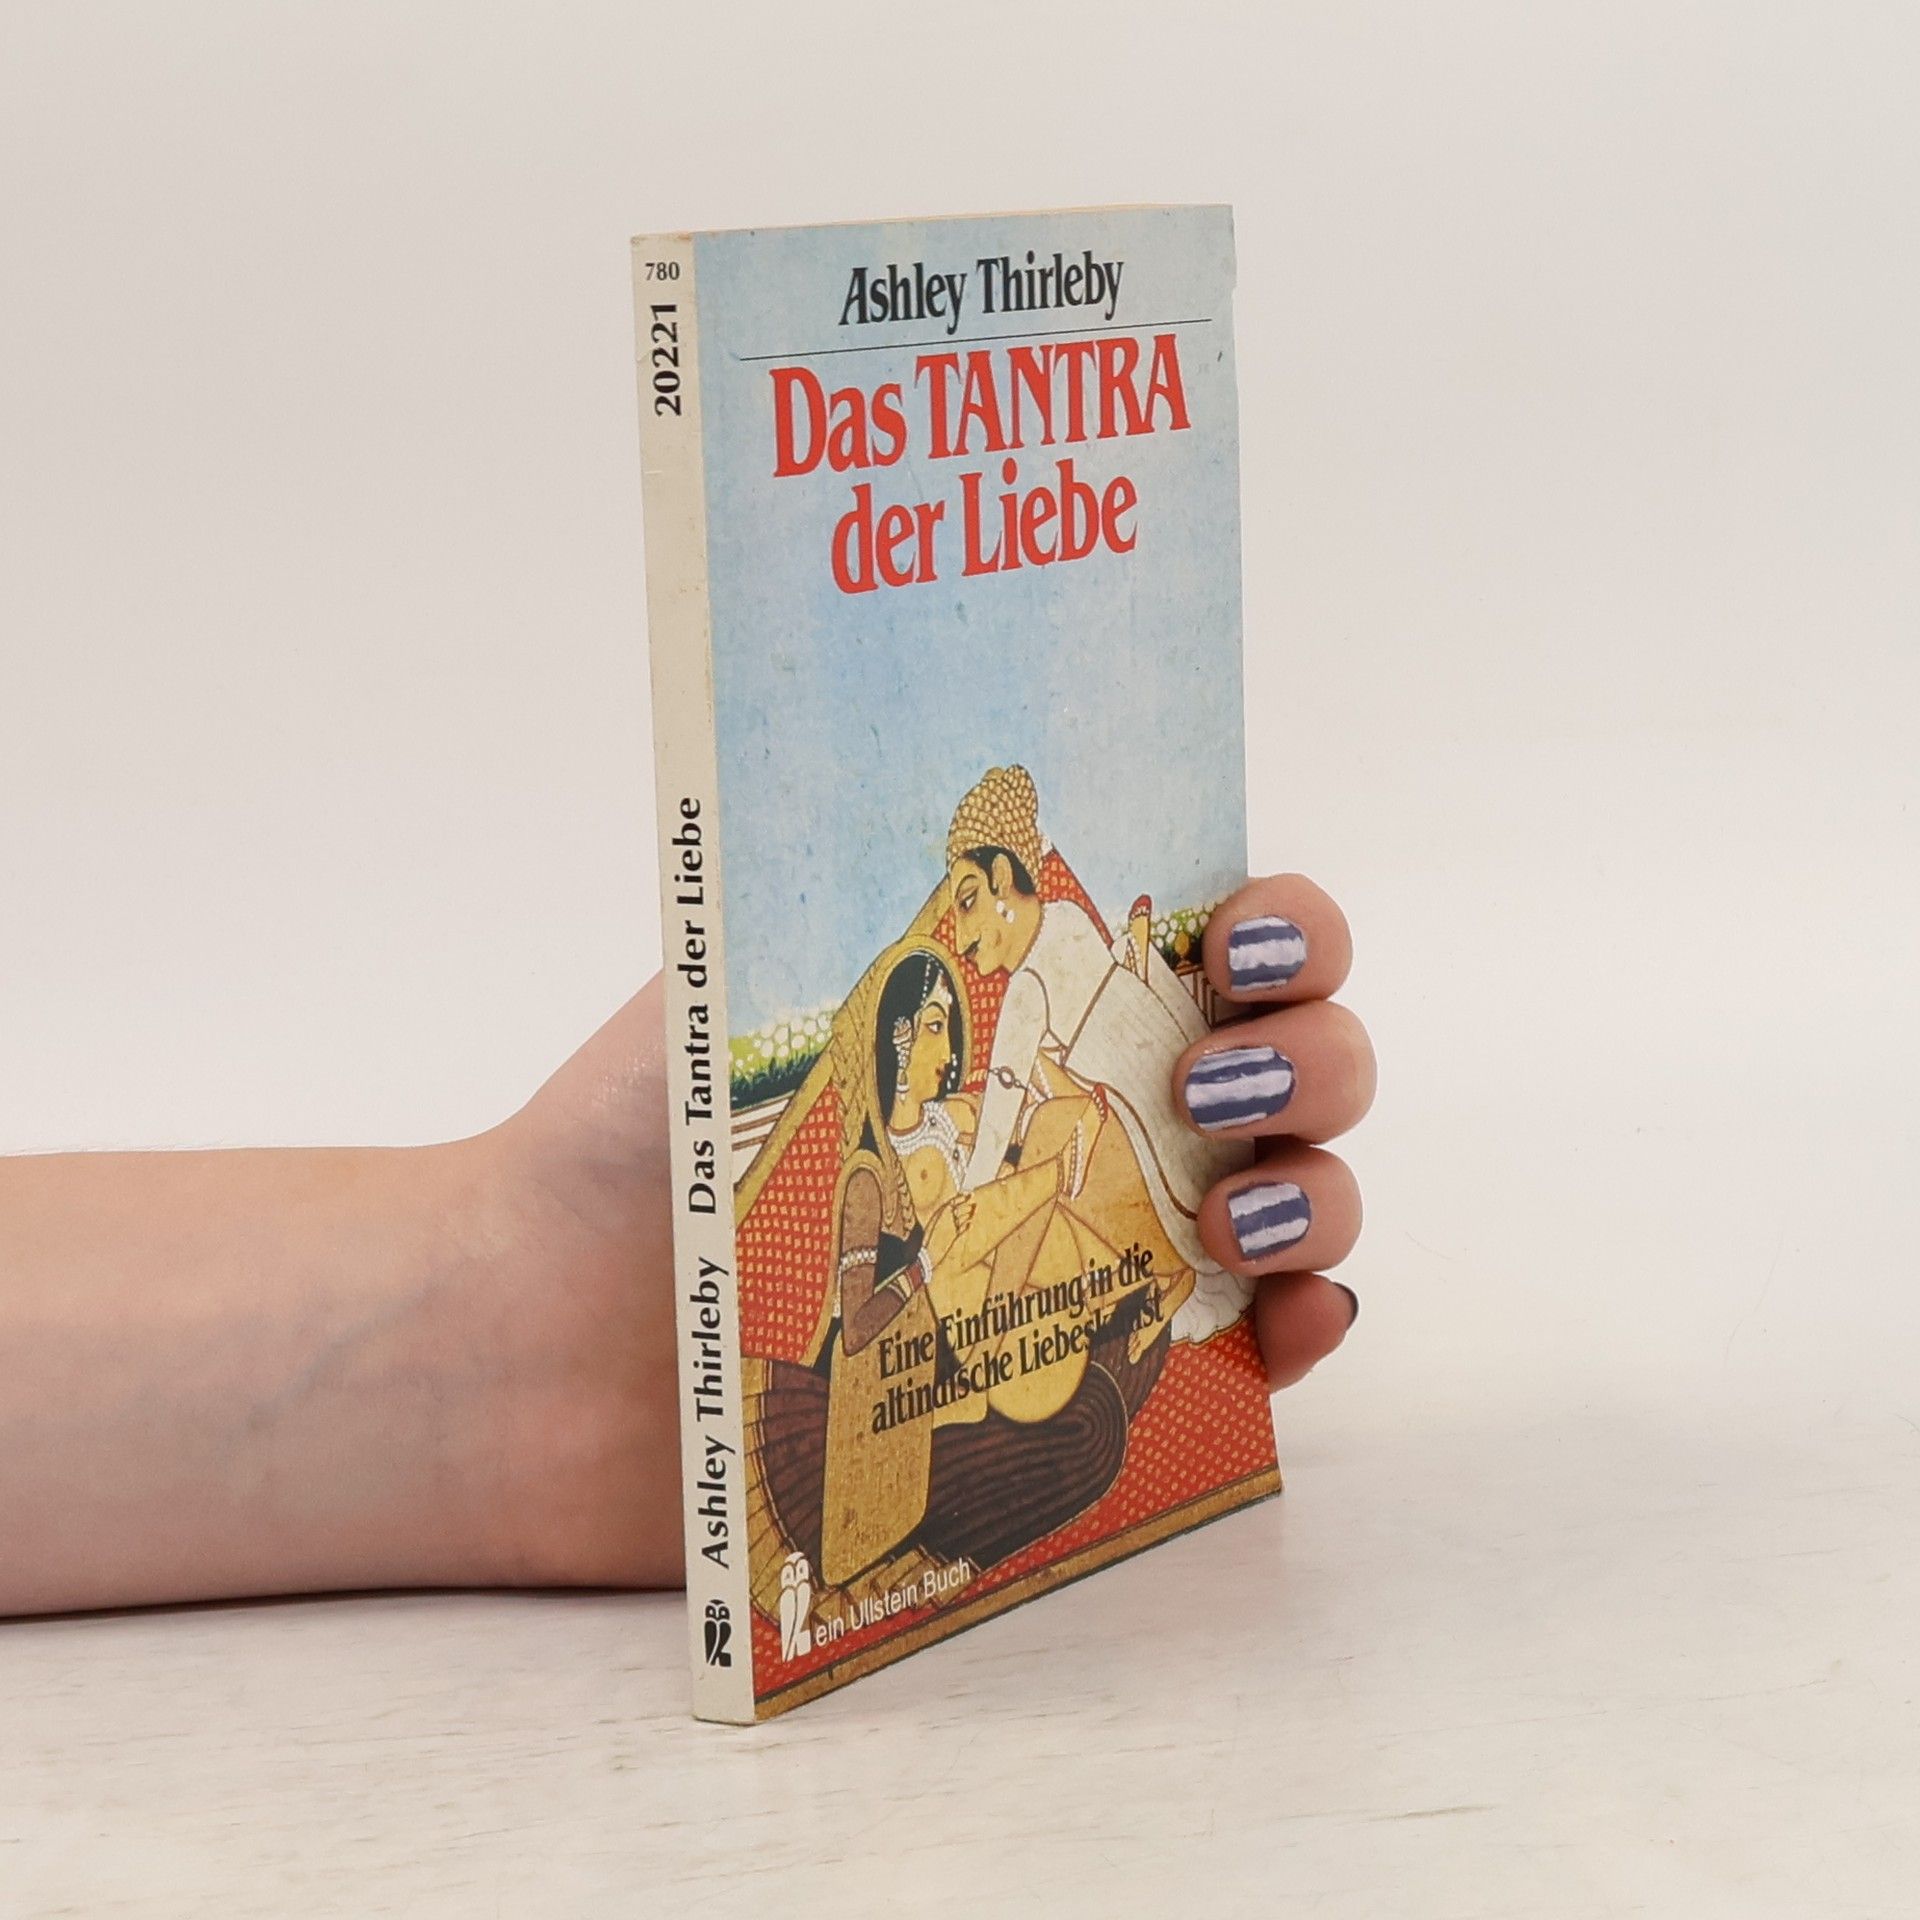 780
20221
Ashley Thirleby Das Tantra der Liebe
Ashley Thirleby
Das TANTRA
der Liebe
Eine Einführung in die
altindische Liebeskunst
ein Ullstein Buch